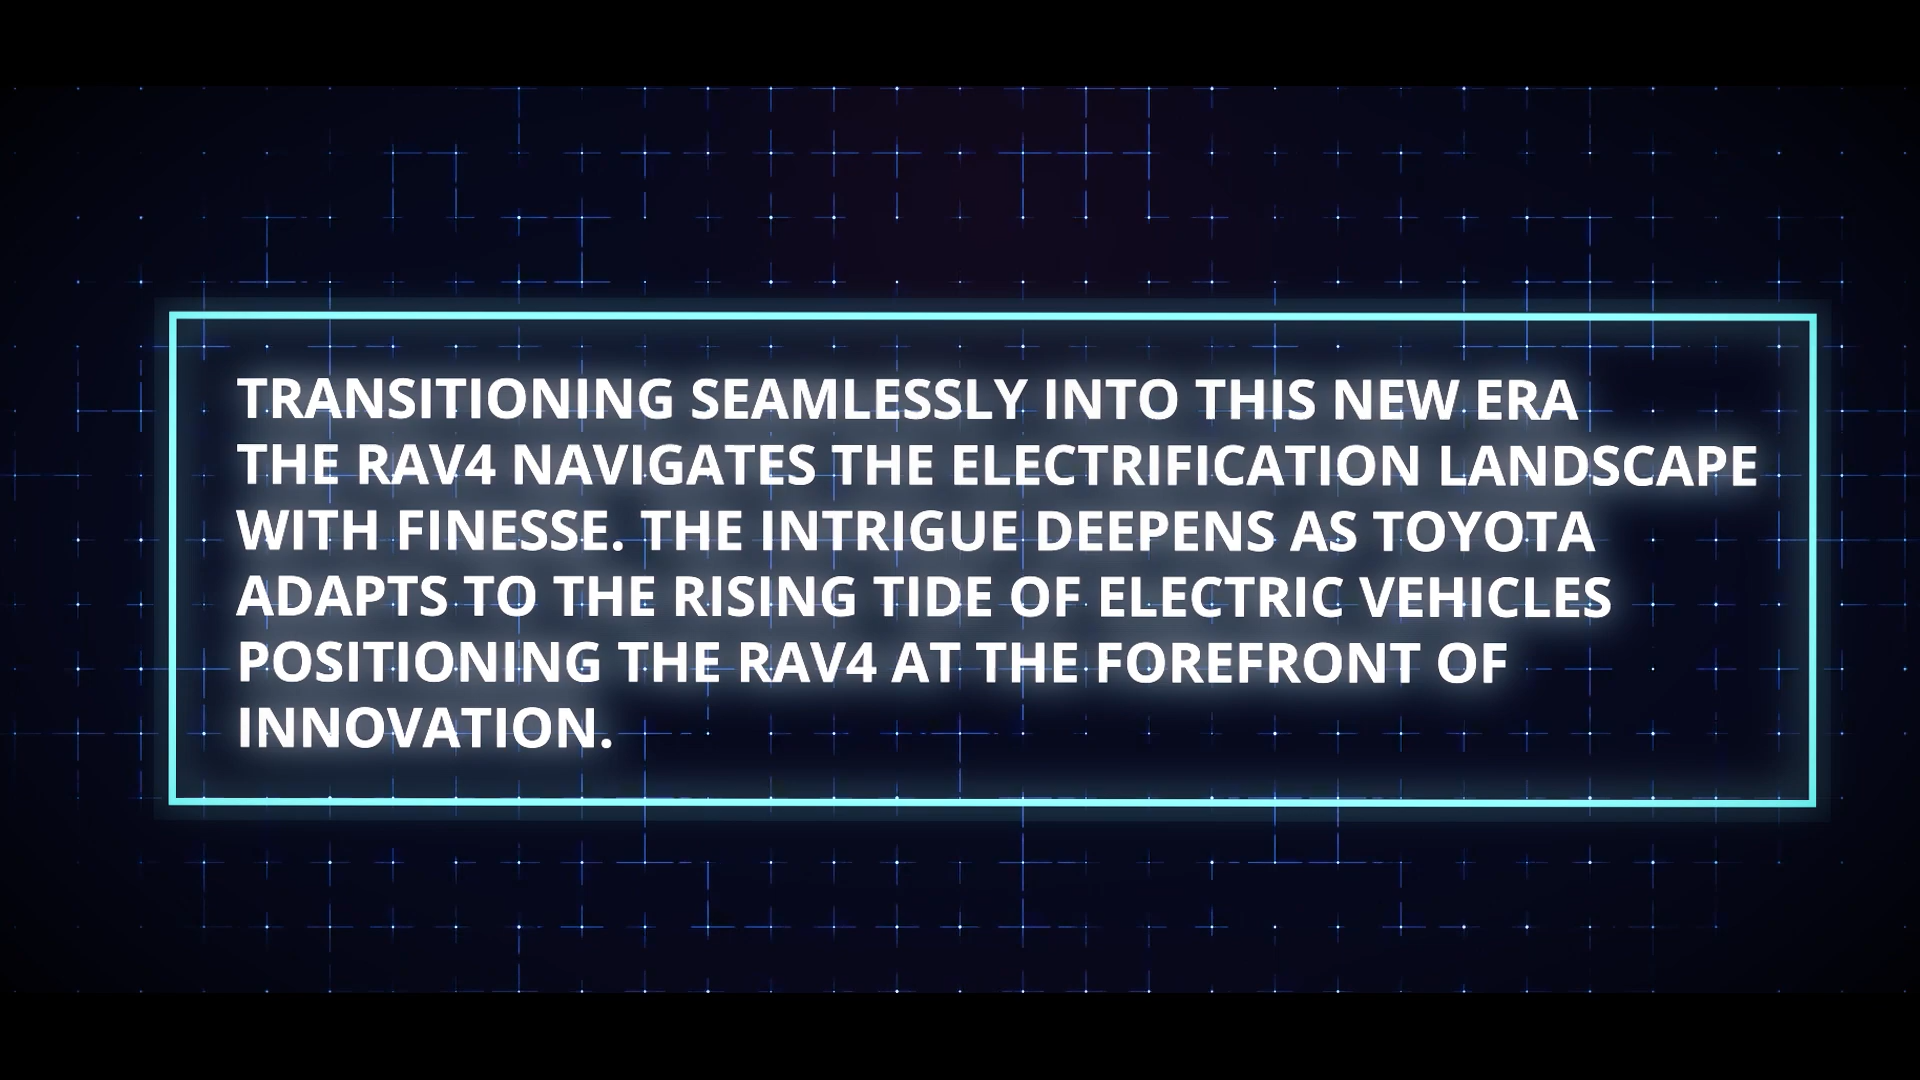 TRANSITIONING SEAMLESSLY INTO THIS NEW ERA
THE RAV4 NAVIGATES THE ELECTRIFICATION LANDSCAPE
WITH FINESSE. THE INTRIGUE DEEPENS AS TOYOTA
ADAPTS TO THE RISING TIDE OF ELECTRIC VEHICLES
POSITIONING THE RAV4 AT THE FOREFRONT OF
INNOVATION.